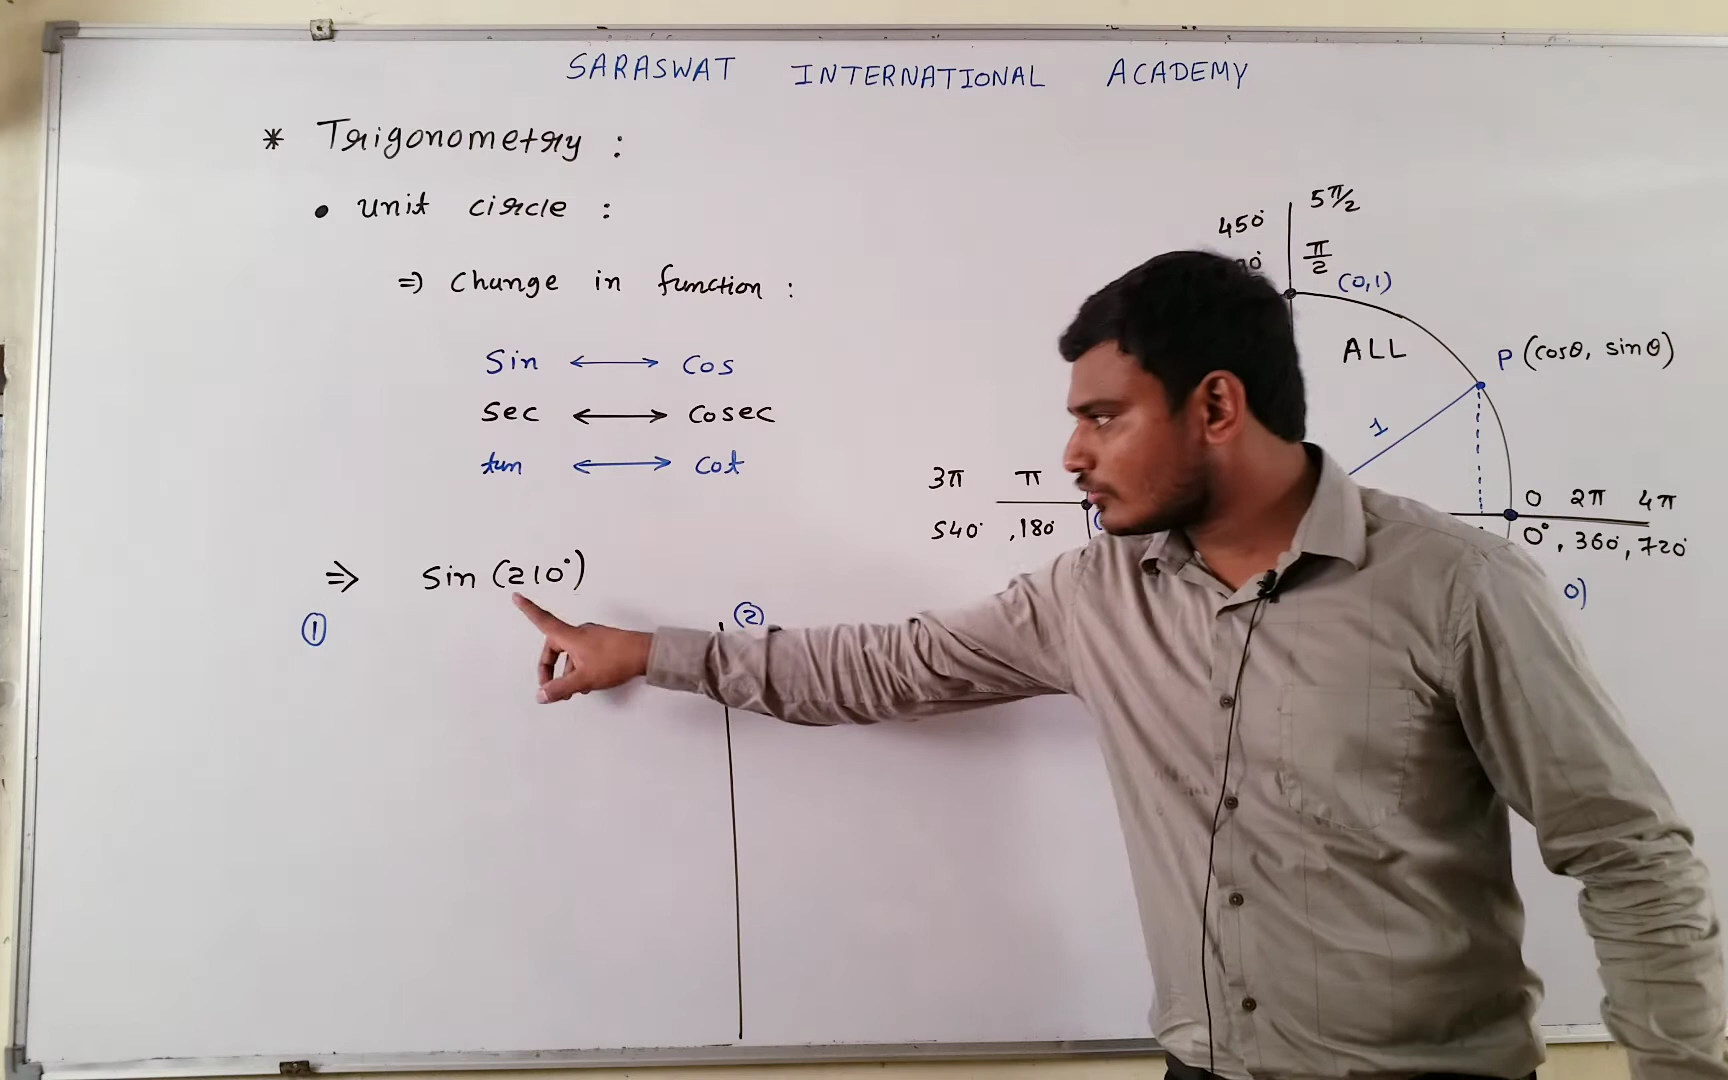 SARASWAT INTERNATIONAL ACADEMY
* Trigonometry :
• unit circle :
⇒ Change in function :
Sin ⟷ Cos
Sec ⟷ Cosec
tan ⟷ Cot
⇒ Sin (210°)
① ②
450° 5π/2
π/2
(0,1)
ALL
P (cosθ, sinθ)
1
3π π
540°, 180°
0 2π 4π
0°, 360°, 720°
0)